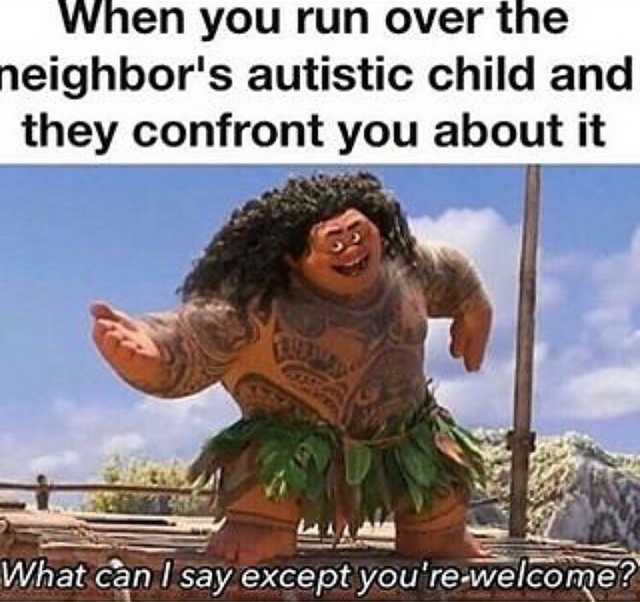 When you run over the
neighbor's autistic child and
they confront you about it
What can I say except you're welcome?